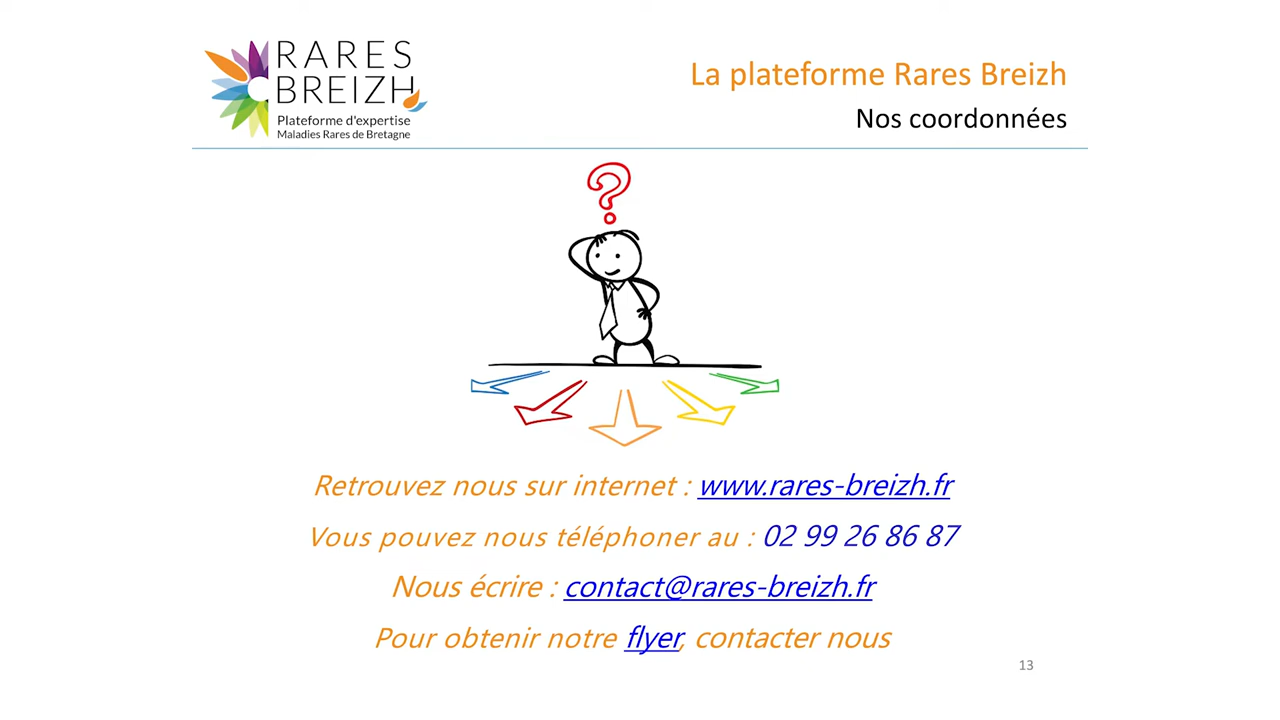 RARES
BREIZH
Plateforme d'expertise
Maladies Rares de Bretagne
La plateforme Rares Breizh
Nos coordonnées
?
Retrouvez nous sur internet : www.rares-breizh.fr
Vous pouvez nous téléphoner au : 02 99 26 86 87
Nous écrire : contact@rares-breizh.fr
Pour obtenir notre flyer, contacter nous
13